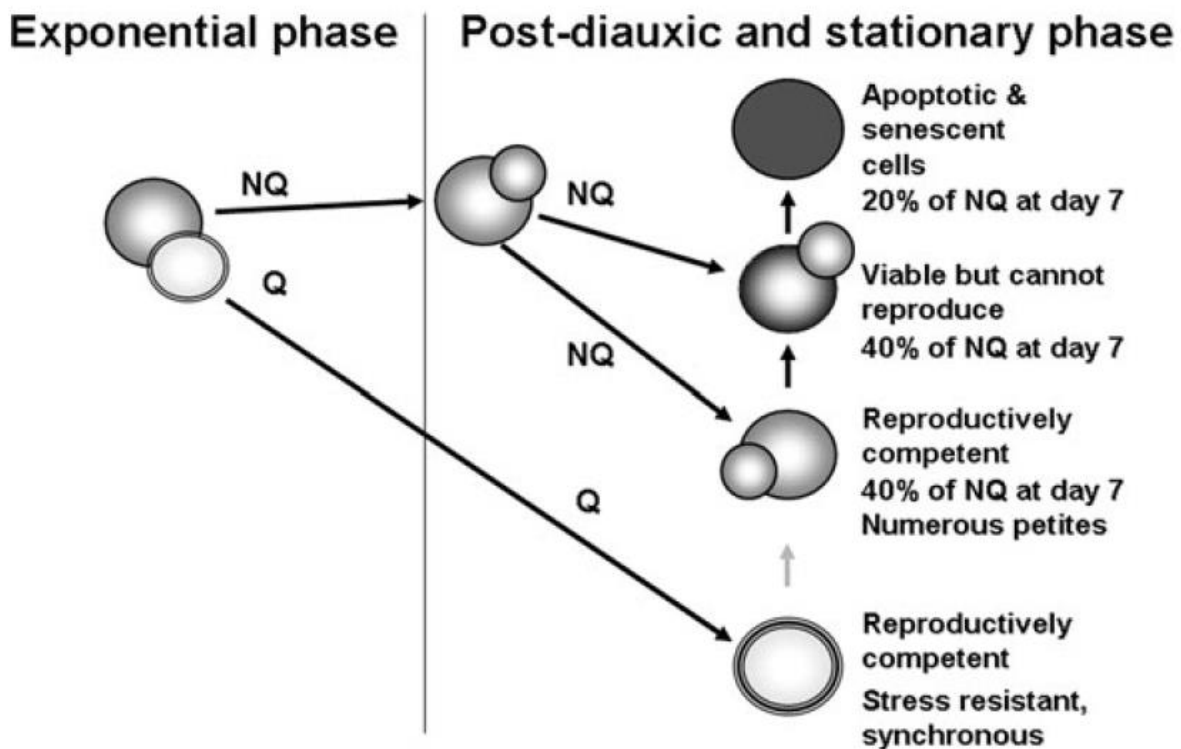 Exponential phase
Post-diauxic and stationary phase
NQ
Q
NQ
NQ
Q
Apoptotic &
senescent
cells
20% of NQ at day 7
Viable but cannot
reproduce
40% of NQ at day 7
Reproductively
competent
40% of NQ at day 7
Numerous petites
Reproductively
competent
Stress resistant,
synchronous